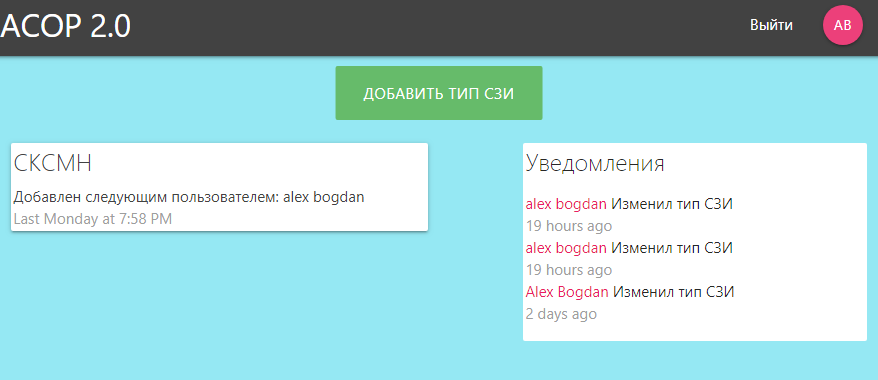 АСОР 2.0
Выйти
AB
ДОБАВИТЬ ТИП СЗИ
СКСМН
Добавлен следующим пользователем: alex bogdan
Last Monday at 7:58 PM
Уведомления
alex bogdan Изменил тип СЗИ
19 hours ago
alex bogdan Изменил тип СЗИ
19 hours ago
Alex Bogdan Изменил тип СЗИ
2 days ago